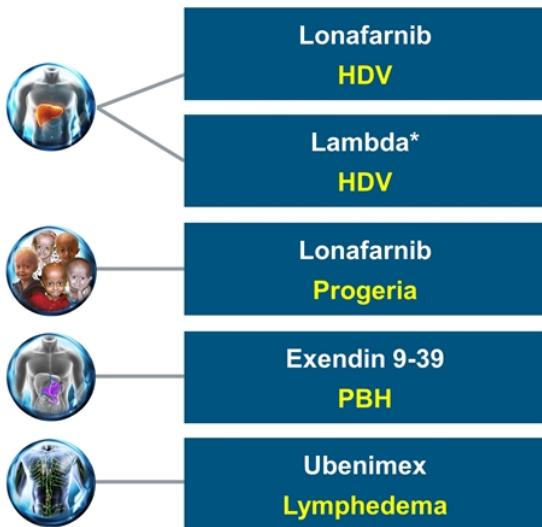 Lonafarnib
HDV
Lambda*
HDV
Lonafarnib
Progeria
Exendin 9-39
PBH
Ubenimex
Lymphedema